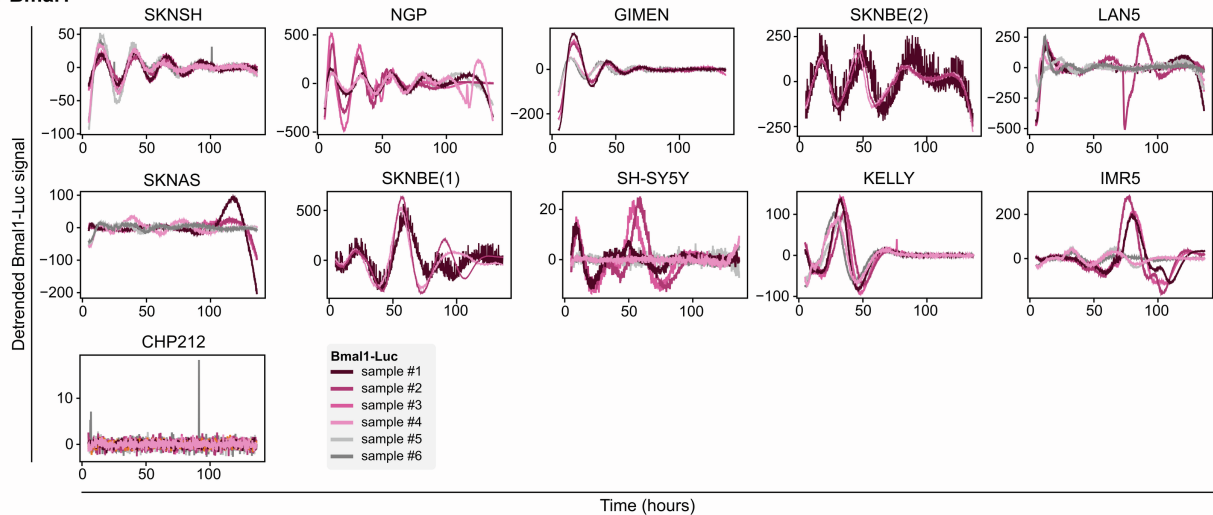 Bmal1
SKNSH
NGP
GIMEN
SKNBE(2)
LAN5
50
0
−50
−100
0 50 100
500
0
−500
0 50 100
0
−200
0 50 100
250
0
−250
0 50 100
250
0
−250
−500
0 50 100
Detrended Bmal1-Luc signal
SKNAS
SKNBE(1)
SH-SY5Y
KELLY
IMR5
100
0
−100
−200
0 50 100
500
0
0 50 100
20
0
0 50 100
100
0
−100
0 50 100
200
0
0 50 100
CHP212
10
0
0 50 100
Bmal1-Luc
sample #1
sample #2
sample #3
sample #4
sample #5
sample #6
Time (hours)